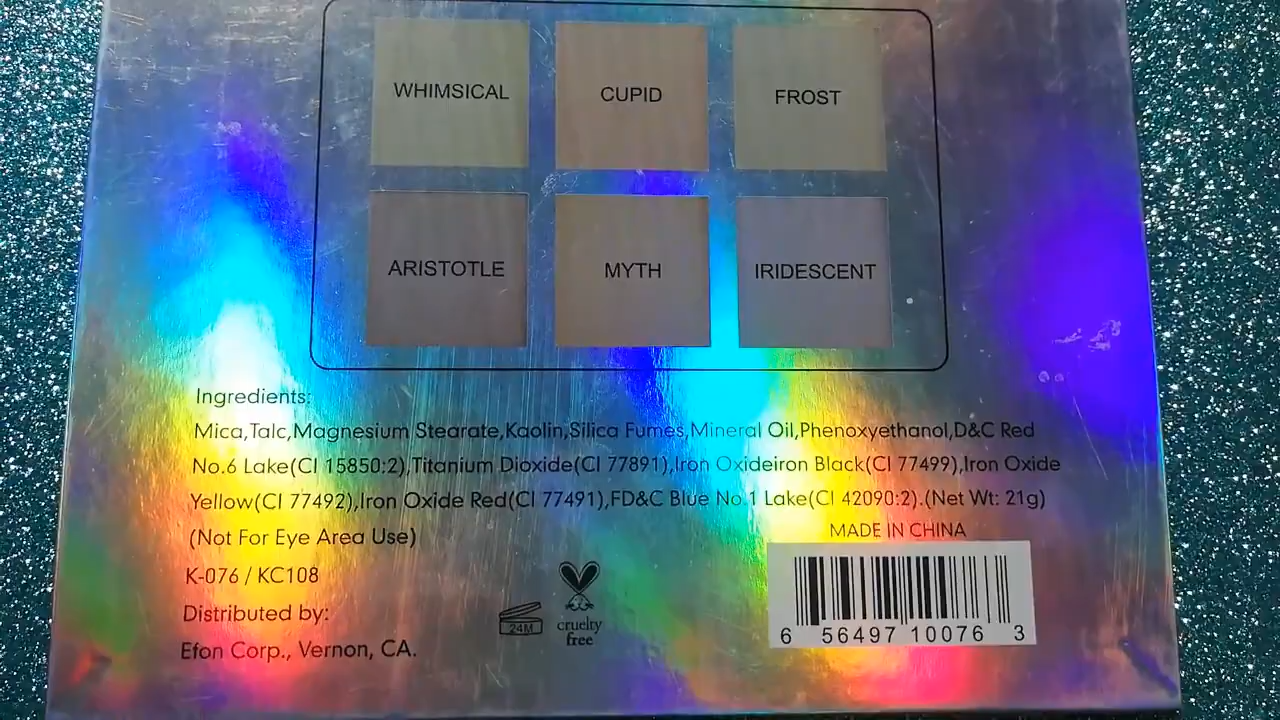 WHIMSICAL CUPID FROST
ARISTOTLE MYTH IRIDESCENT
Ingredients:
Mica,Talc,Magnesium Stearate,Kaolin,Silica Fumes,Mineral Oil,Phenoxyethanol,D&C Red
No.6 Lake(CI 15850:2),Titanium Dioxide(CI 77891),Iron Oxideiron Black(CI 77499),Iron Oxide
Yellow(CI 77492),Iron Oxide Red(CI 77491),FD&C Blue No.1 Lake(CI 42090:2).(Net Wt: 21g)
(Not For Eye Area Use)
MADE IN CHINA
K-076 / KC108
Distributed by:
Efon Corp., Vernon, CA.
24M
cruelty
free
6 56497 10076 3